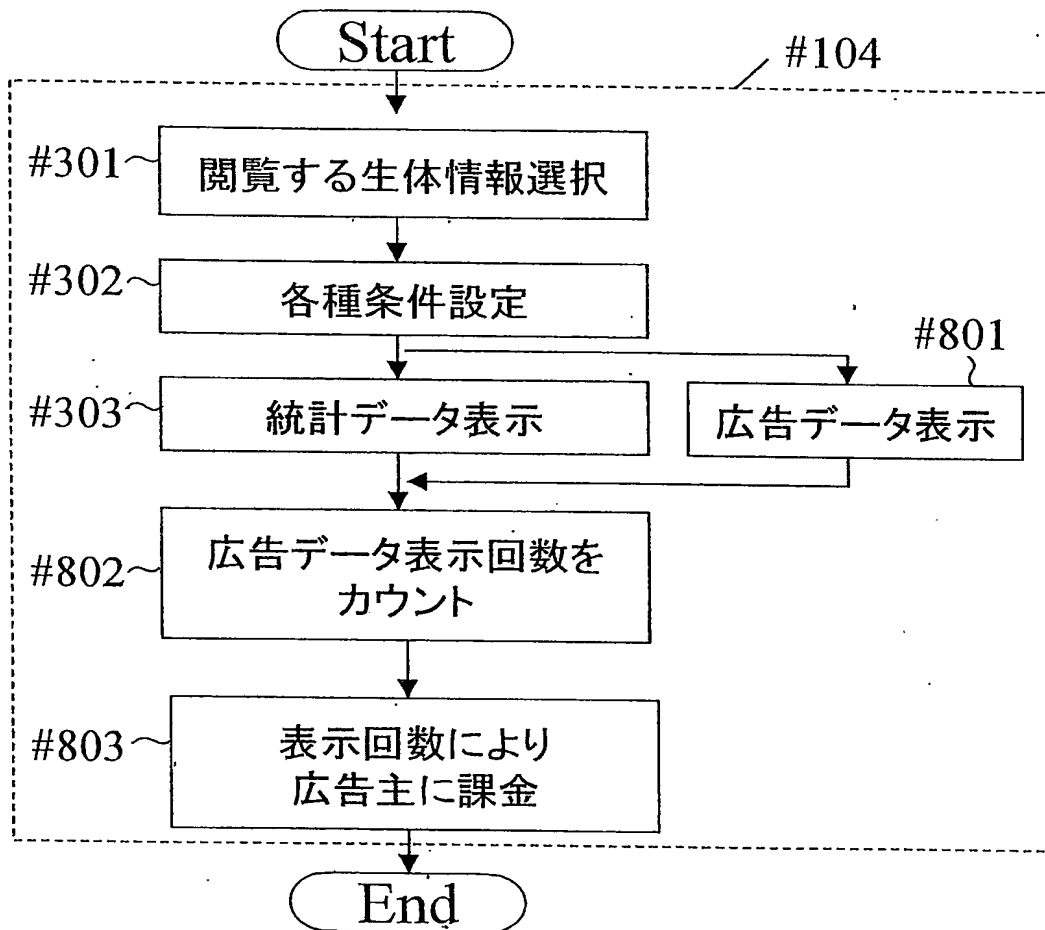 Start
#104
#301
閲覧する生体情報選択
#302
各種条件設定
#801
#303
統計データ表示
広告データ表示
#802
広告データ表示回数を
カウント
#803
表示回数により
広告主に課金
End